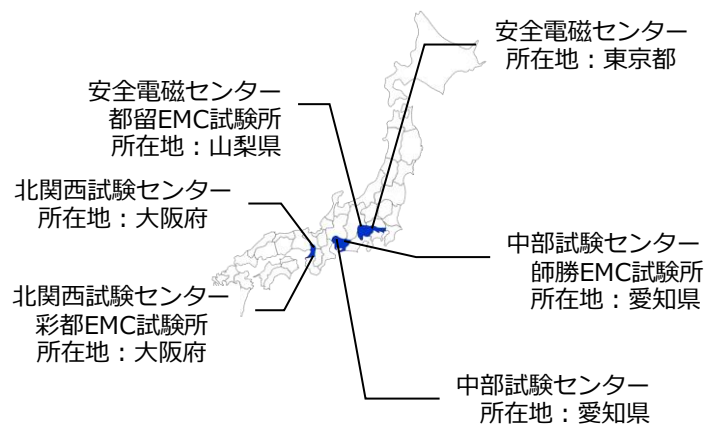 安全電磁センター
所在地：東京都
安全電磁センター
都留EMC試験所
所在地：山梨県
北関西試験センター
所在地：大阪府
北関西試験センター
彩都EMC試験所
所在地：大阪府
中部試験センター
師勝EMC試験所
所在地：愛知県
中部試験センター
所在地：愛知県